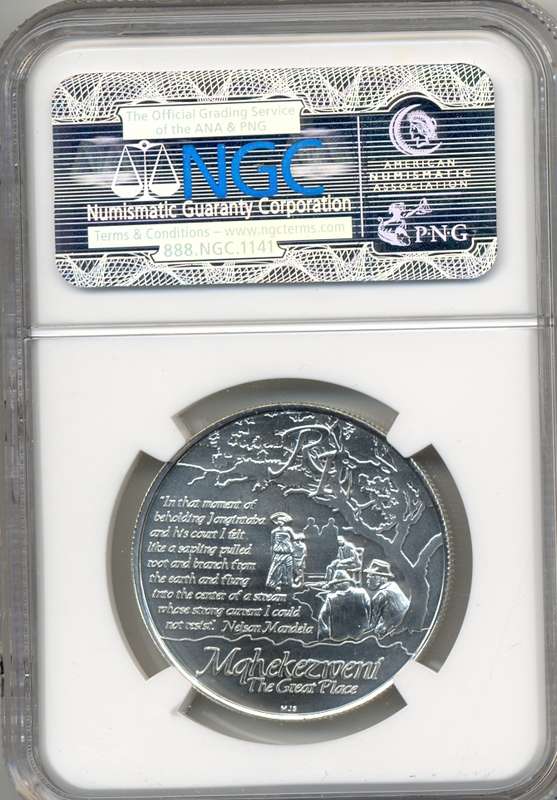 The Official Grading Service
of the ANA & PNG
NGC
Numismatic Guaranty Corporation
Terms & Conditions – www.ngcterms.com
888.NGC.1141
AMERICAN
NUMISMATIC
ASSOCIATION
PNG
R1
"In that moment of
beholding Jongintaba
and his court I felt
like a sapling pulled
root and branch from
the earth and flung
into the center of a stream
whose strong current I could
not resist." Nelson Mandela
Mqhekezweni
The Great Place
MJS